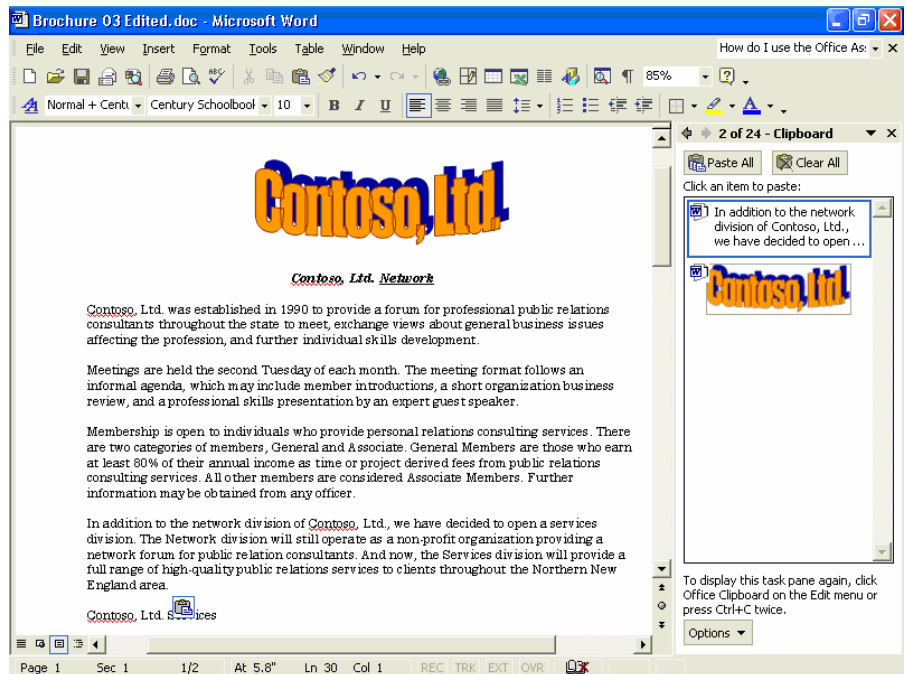 Brochure 03 Edited.doc - Microsoft Word
File Edit View Insert Format Tools Table Window Help
How do I use the Office As:
85%
Normal + Cent Century Schoolbool 10 B I U A
2 of 24 - Clipboard
Paste All Clear All
Click an item to paste:
In addition to the network
division of Contoso, Ltd.,
we have decided to open ...
Contoso, Ltd.
Contoso, Ltd.
Contoso, Ltd. Network
Contoso, Ltd. was established in 1990 to provide a forum for professional public relations
consultants throughout the state to meet, exchange views about general business issues
affecting the profession, and further individual skills development.
Meetings are held the second Tuesday of each month. The meeting format follows an
informal agenda, which may include member introductions, a short organization business
review, and a professional skills presentation by an expert guest speaker.
Membership is open to individuals who provide personal relations consulting services. There
are two categories of members, General and Associate. General Members are those who earn
at least 80% of their annual income as time or project derived fees from public relations
consulting services. All other members are considered Associate Members. Further
information may be obtained from any officer.
In addition to the network division of Contoso, Ltd., we have decided to open a services
division. The Network division will still operate as a non-profit organization providing a
network forum for public relation consultants. And now, the Services division will provide a
full range of high-quality public relations services to clients throughout the Northern New
England area.
Contoso, Ltd. S ices
To display this task pane again, click
Office Clipboard on the Edit menu or
press Ctrl+C twice.
Options
Page 1 Sec 1 1/2 At 5.8" Ln 30 Col 1 REC TRK EXT OVR